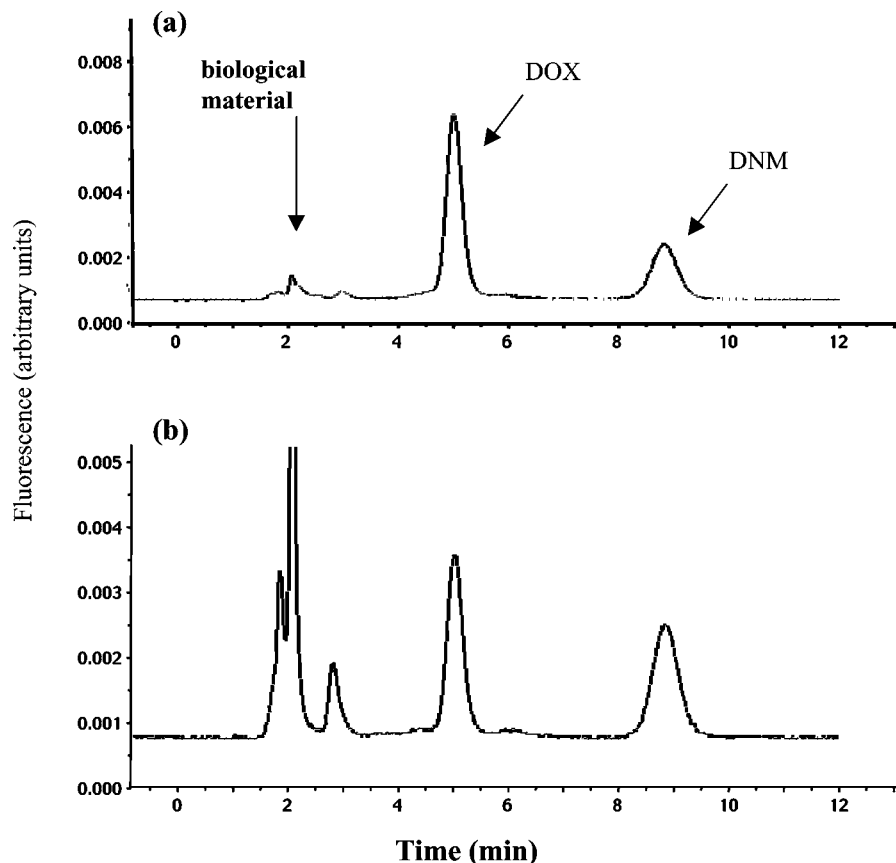 (a)
biological
material
DOX
DNM
0.008
0.006
0.004
0.002
0.000
0 2 4 6 8 10 12
Fluorescence (arbitrary units)
(b)
0.005
0.004
0.003
0.002
0.001
0.000
0 2 4 6 8 10 12
Time (min)